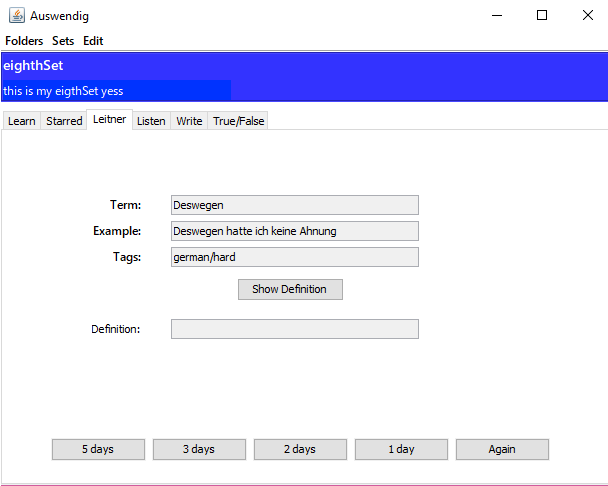 Auswendig
Folders Sets Edit
eighthSet
this is my eigthSet yess
Learn Starred Leitner Listen Write True/False
Term: Deswegen
Example: Deswegen hatte ich keine Ahnung
Tags: german/hard
Show Definition
Definition:
5 days 3 days 2 days 1 day Again